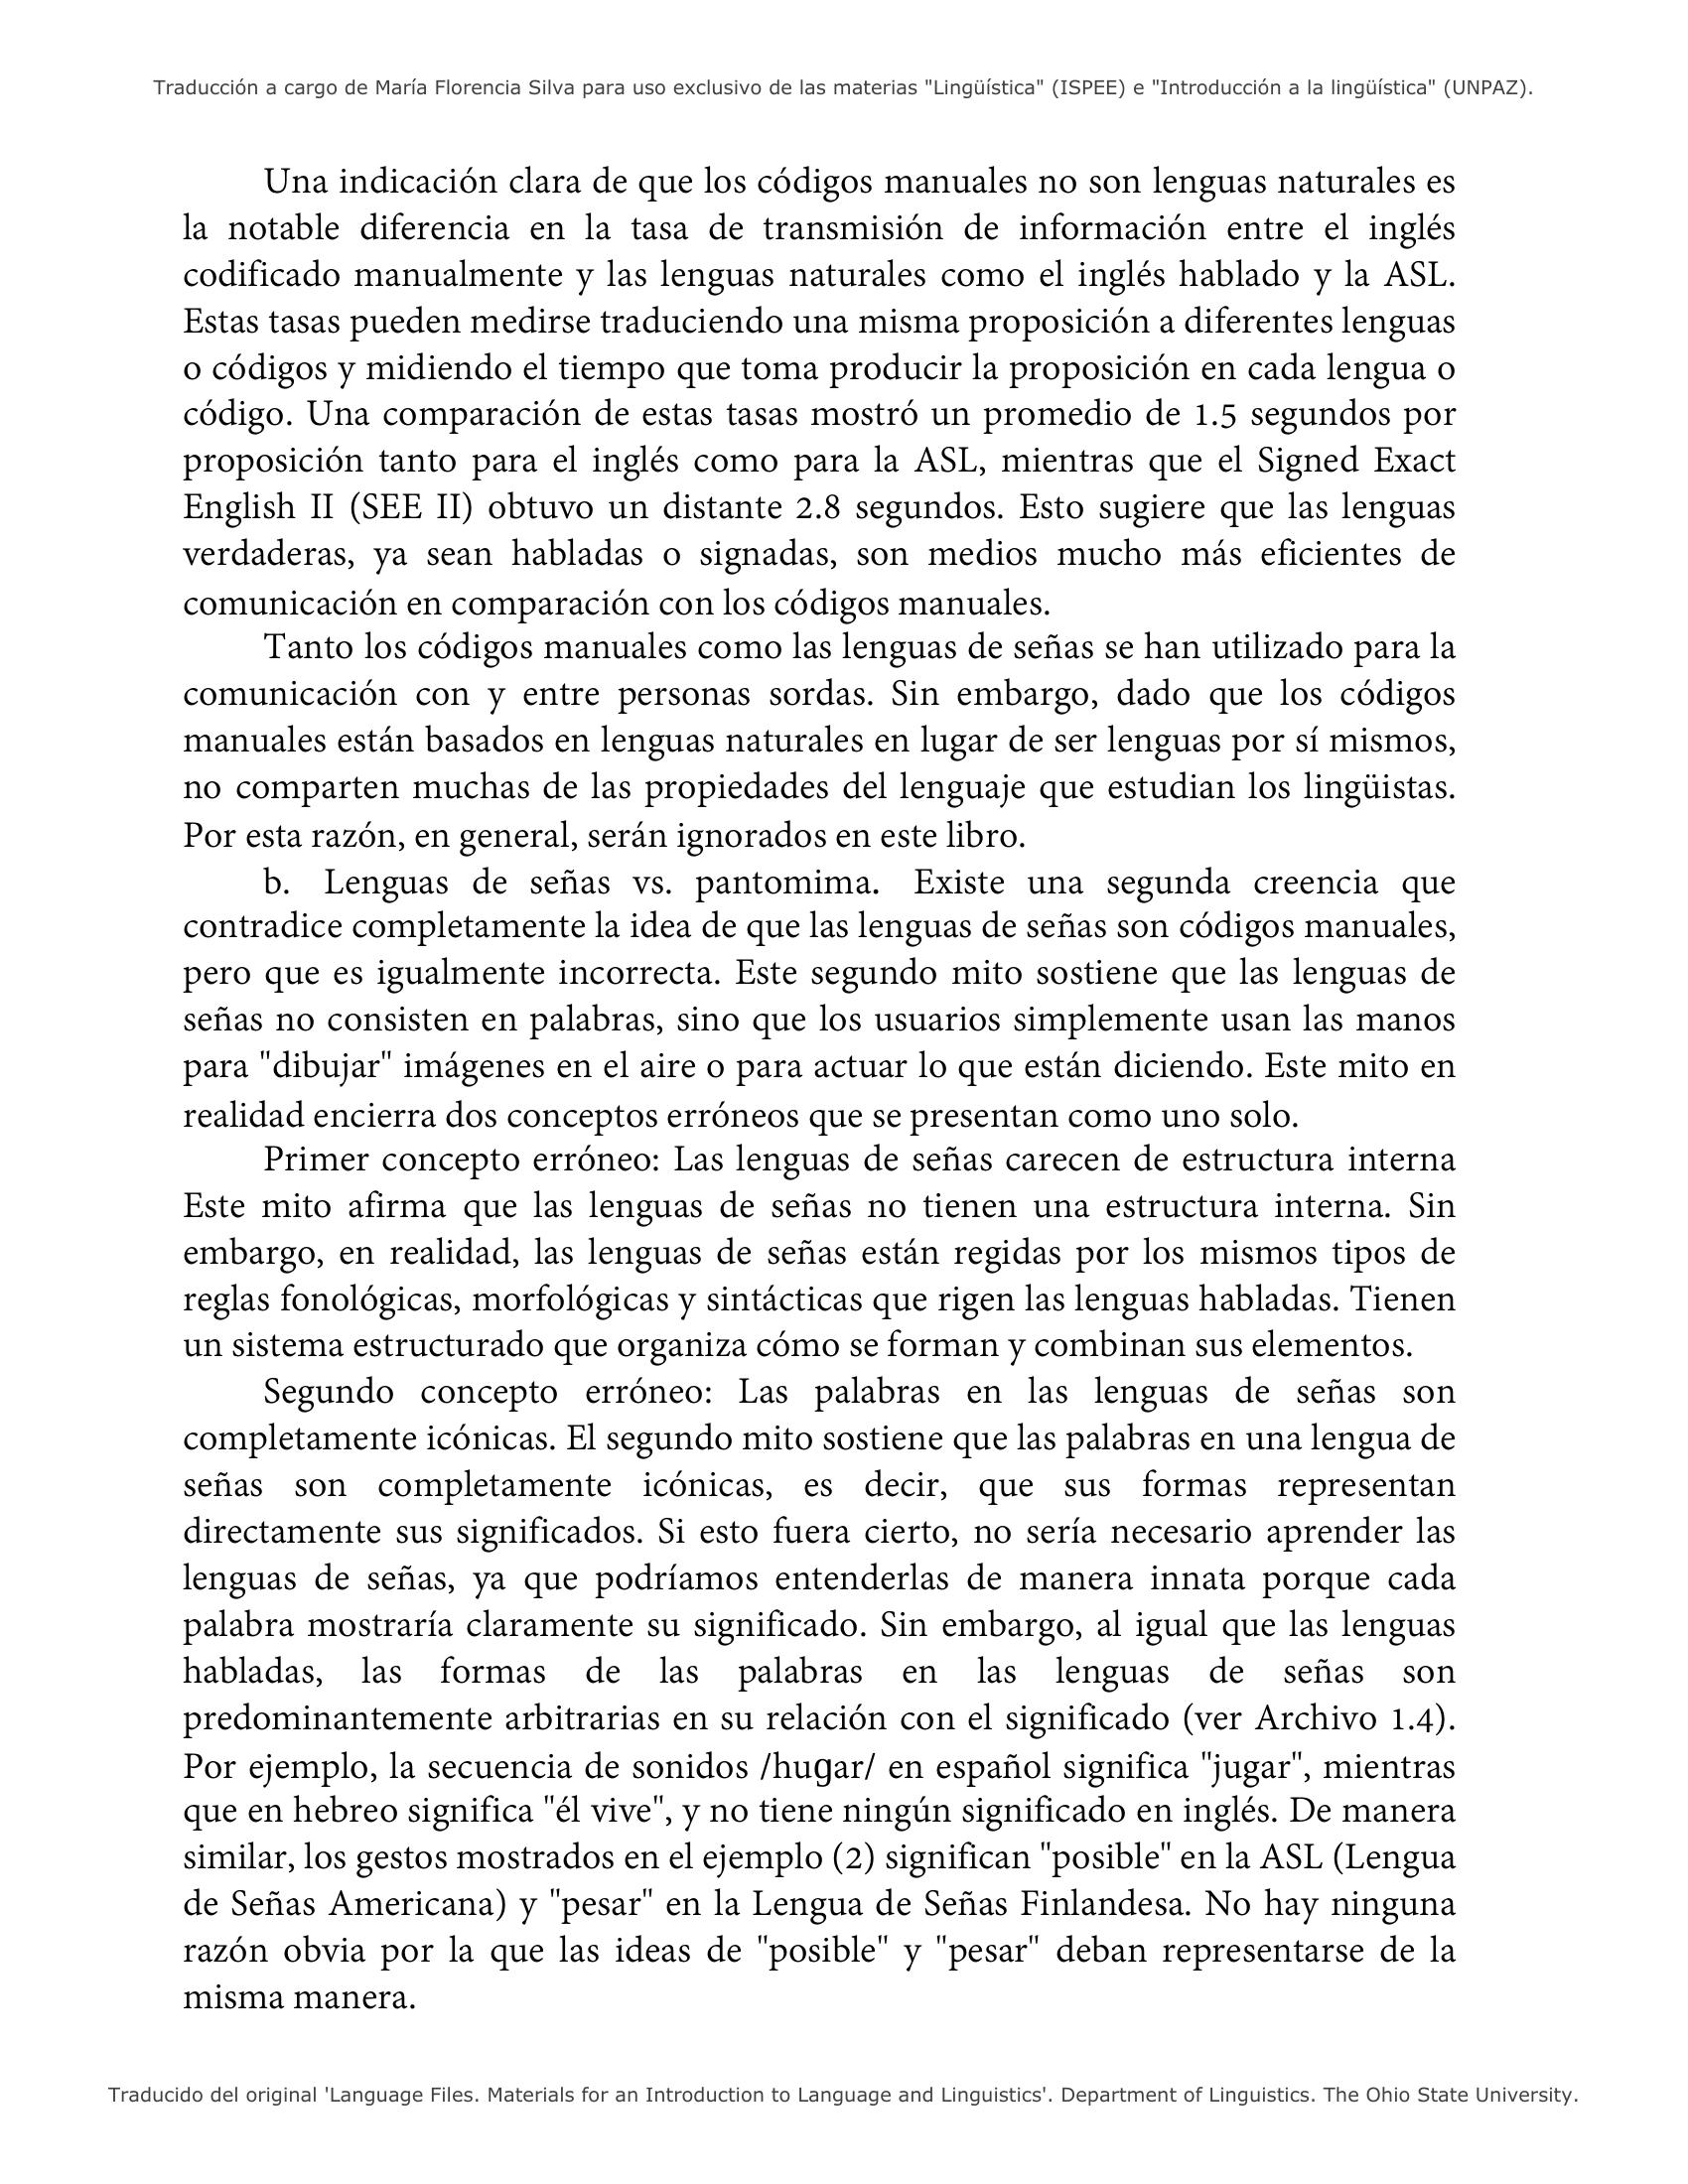 Traducción a cargo de María Florencia Silva para uso exclusivo de las materias "Lingüística" (ISPEE) e "Introducción a la lingüística" (UNPAZ).
Una indicación clara de que los códigos manuales no son lenguas naturales es
la notable diferencia en la tasa de transmisión de información entre el inglés
codificado manualmente y las lenguas naturales como el inglés hablado y la ASL.
Estas tasas pueden medirse traduciendo una misma proposición a diferentes lenguas
o códigos y midiendo el tiempo que toma producir la proposición en cada lengua o
código. Una comparación de estas tasas mostró un promedio de 1.5 segundos por
proposición tanto para el inglés como para la ASL, mientras que el Signed Exact
English II (SEE II) obtuvo un distante 2.8 segundos. Esto sugiere que las lenguas
verdaderas, ya sean habladas o signadas, son medios mucho más eficientes de
comunicación en comparación con los códigos manuales.
Tanto los códigos manuales como las lenguas de señas se han utilizado para la
comunicación con y entre personas sordas. Sin embargo, dado que los códigos
manuales están basados en lenguas naturales en lugar de ser lenguas por sí mismos,
no comparten muchas de las propiedades del lenguaje que estudian los lingüistas.
Por esta razón, en general, serán ignorados en este libro.
b. Lenguas de señas vs. pantomima. Existe una segunda creencia que
contradice completamente la idea de que las lenguas de señas son códigos manuales,
pero que es igualmente incorrecta. Este segundo mito sostiene que las lenguas de
señas no consisten en palabras, sino que los usuarios simplemente usan las manos
para "dibujar" imágenes en el aire o para actuar lo que están diciendo. Este mito en
realidad encierra dos conceptos erróneos que se presentan como uno solo.
Primer concepto erróneo: Las lenguas de señas carecen de estructura interna
Este mito afirma que las lenguas de señas no tienen una estructura interna. Sin
embargo, en realidad, las lenguas de señas están regidas por los mismos tipos de
reglas fonológicas, morfológicas y sintácticas que rigen las lenguas habladas. Tienen
un sistema estructurado que organiza cómo se forman y combinan sus elementos.
Segundo concepto erróneo: Las palabras en las lenguas de señas son
completamente icónicas. El segundo mito sostiene que las palabras en una lengua de
señas son completamente icónicas, es decir, que sus formas representan
directamente sus significados. Si esto fuera cierto, no sería necesario aprender las
lenguas de señas, ya que podríamos entenderlas de manera innata porque cada
palabra mostraría claramente su significado. Sin embargo, al igual que las lenguas
habladas, las formas de las palabras en las lenguas de señas son
predominantemente arbitrarias en su relación con el significado (ver Archivo 1.4).
Por ejemplo, la secuencia de sonidos /huɡar/ en español significa "jugar", mientras
que en hebreo significa "él vive", y no tiene ningún significado en inglés. De manera
similar, los gestos mostrados en el ejemplo (2) significan "posible" en la ASL (Lengua
de Señas Americana) y "pesar" en la Lengua de Señas Finlandesa. No hay ninguna
razón obvia por la que las ideas de "posible" y "pesar" deban representarse de la
misma manera.
Traducido del original 'Language Files. Materials for an Introduction to Language and Linguistics'. Department of Linguistics. The Ohio State University.